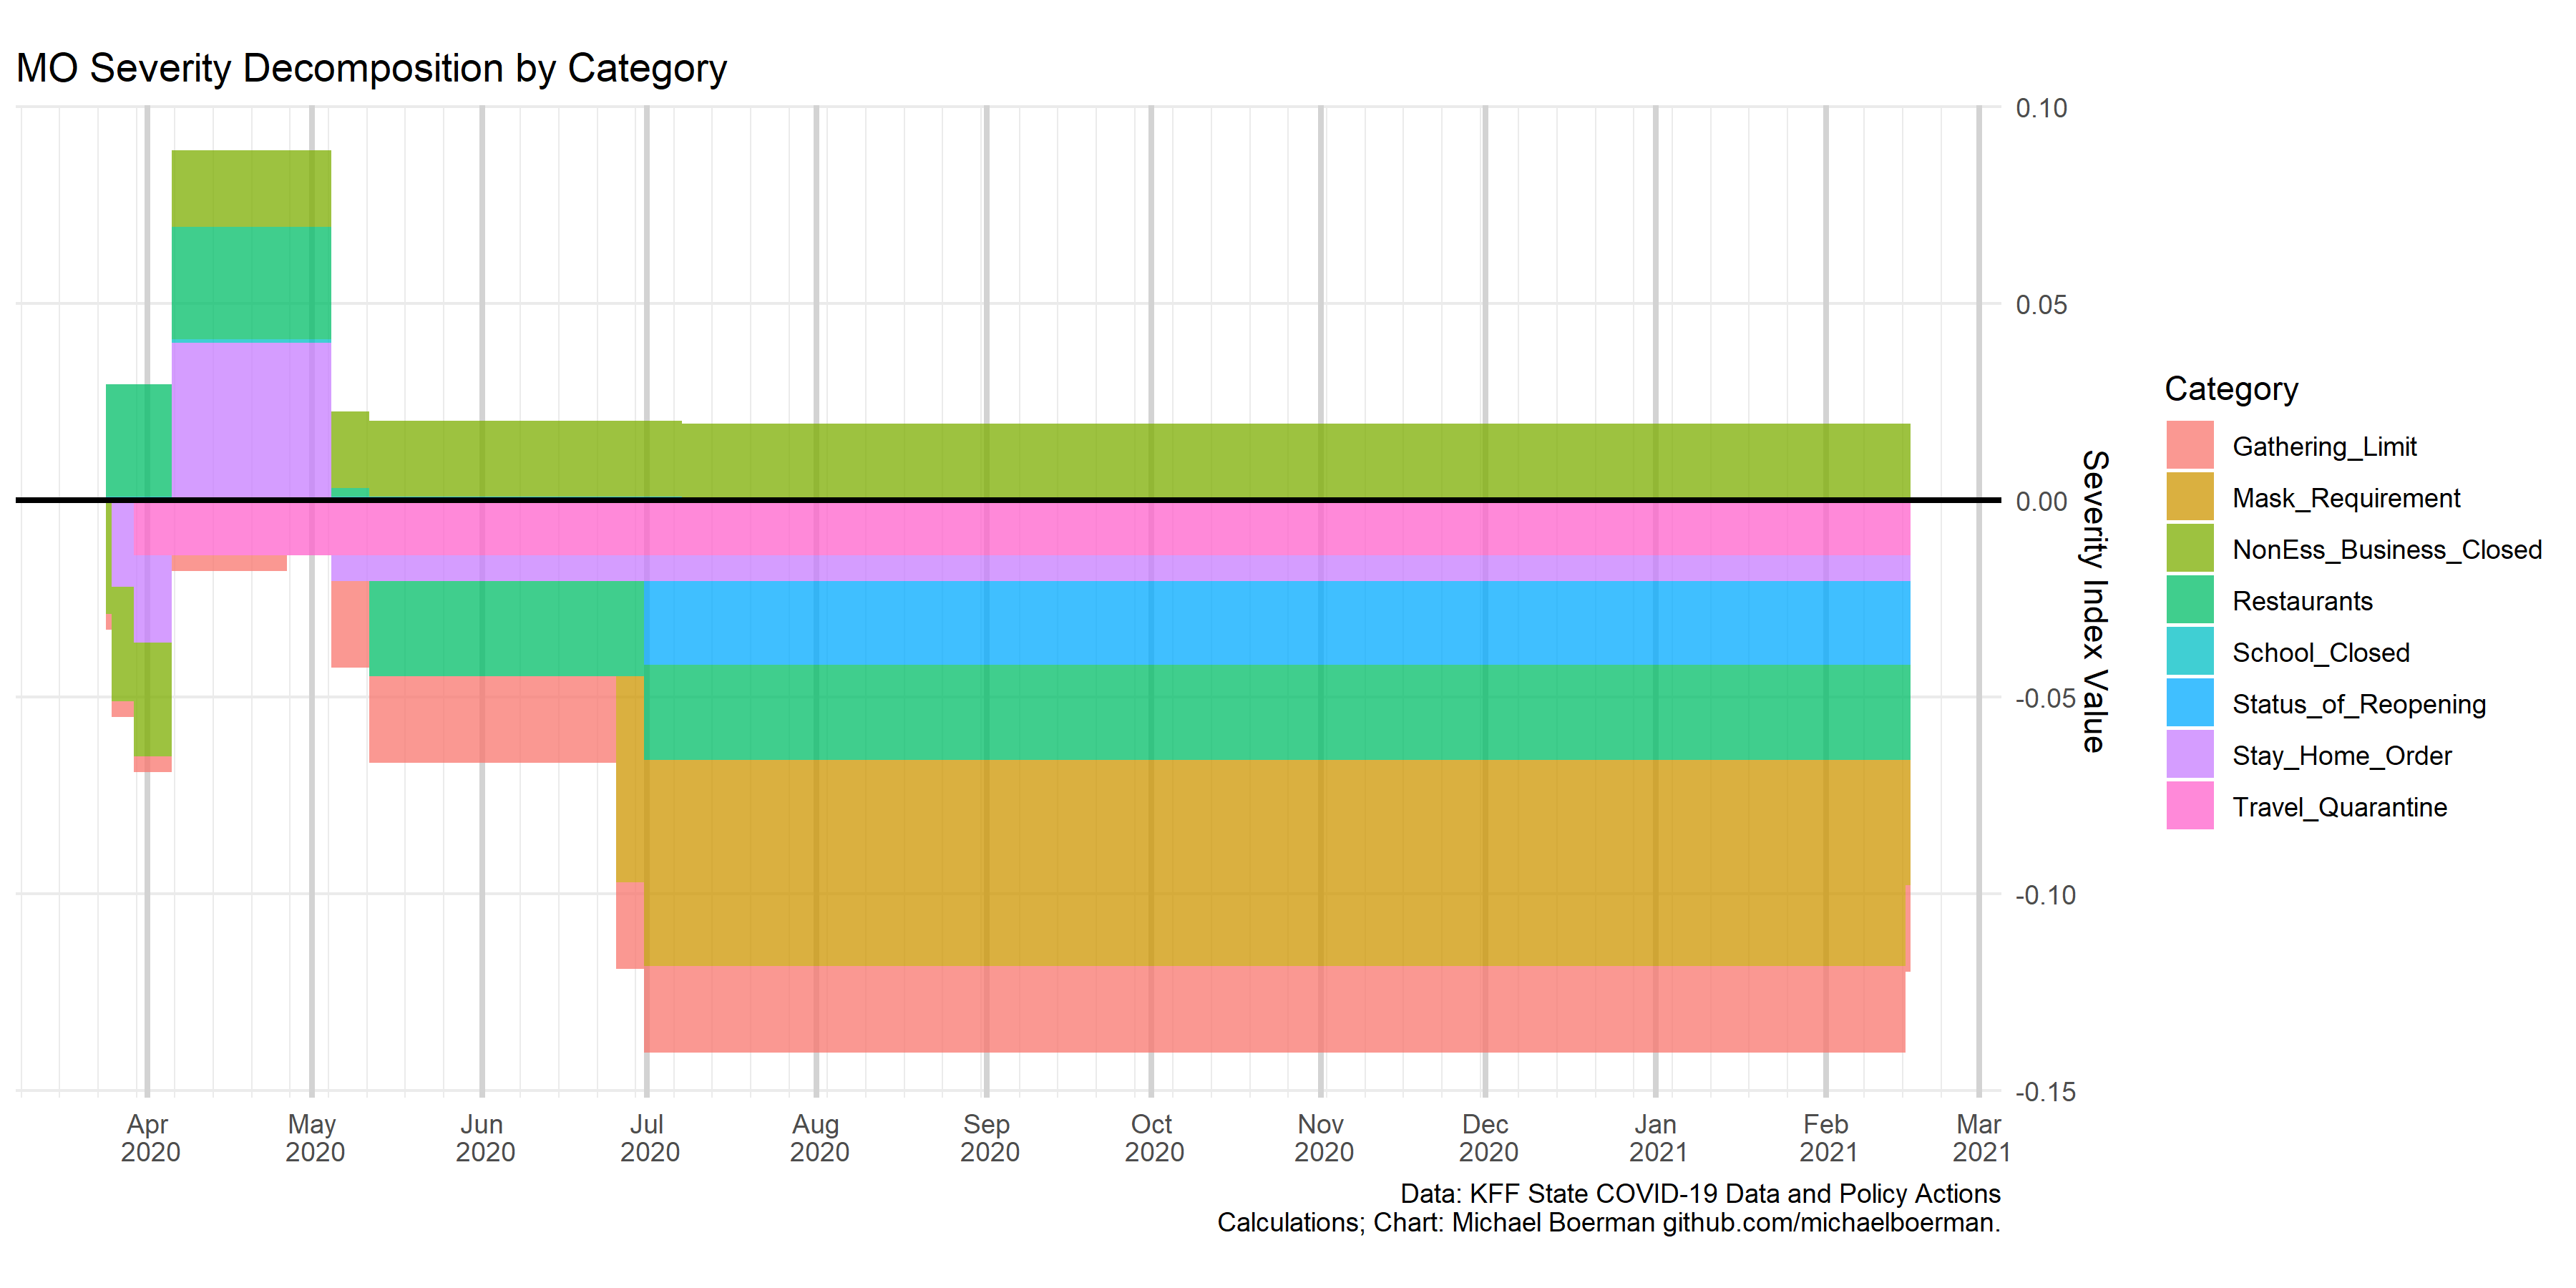 MO Severity Decomposition by Category
0.10
0.05
0.00
-0.05
-0.10
-0.15
Severity Index Value
Apr 2020
May 2020
Jun 2020
Jul 2020
Aug 2020
Sep 2020
Oct 2020
Nov 2020
Dec 2020
Jan 2021
Feb 2021
Mar 2021
Category
Gathering_Limit
Mask_Requirement
NonEss_Business_Closed
Restaurants
School_Closed
Status_of_Reopening
Stay_Home_Order
Travel_Quarantine
Data: KFF State COVID-19 Data and Policy Actions
Calculations; Chart: Michael Boerman github.com/michaelboerman.